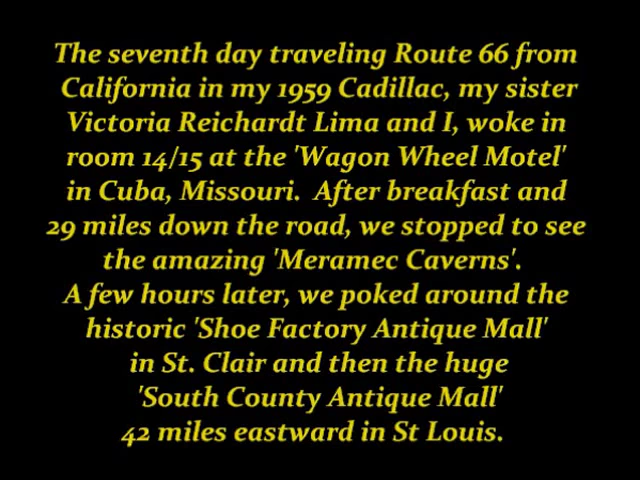 The seventh day traveling Route 66 from
California in my 1959 Cadillac, my sister
Victoria Reichardt Lima and I, woke in
room 14/15 at the 'Wagon Wheel Motel'
in Cuba, Missouri.  After breakfast and
29 miles down the road, we stopped to see
the amazing 'Meramec Caverns'.
A few hours later, we poked around the
historic 'Shoe Factory Antique Mall'
in St. Clair and then the huge
'South County Antique Mall'
42 miles eastward in St Louis.